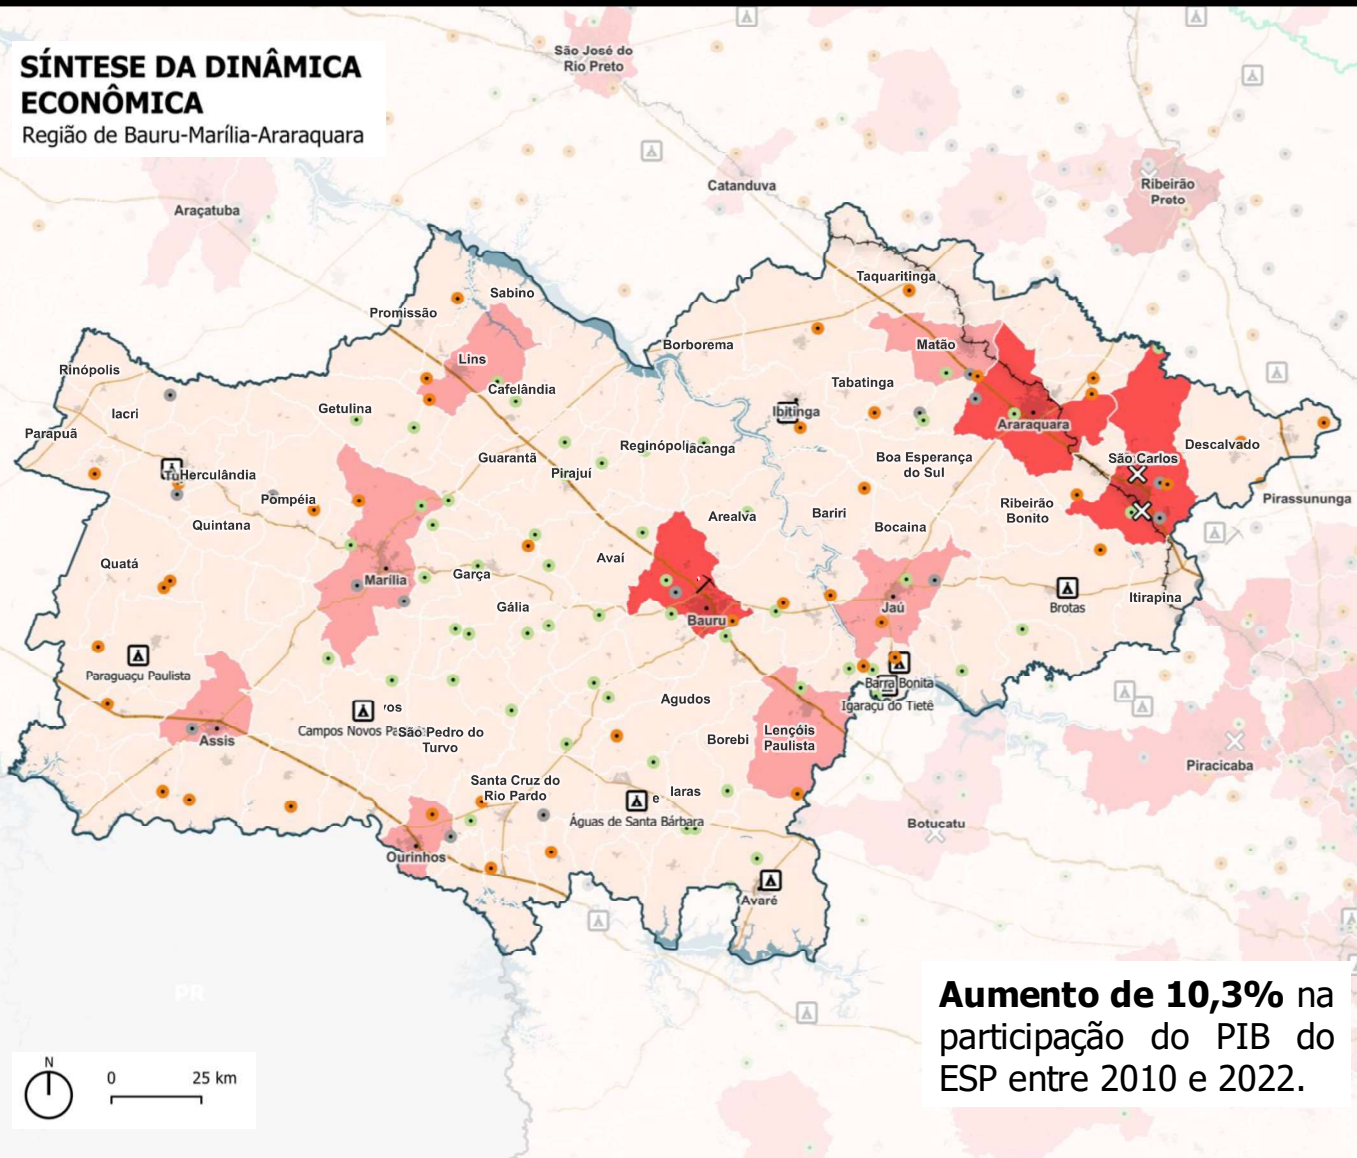 SÍNTESE DA DINÂMICA
ECONÔMICA
Região de Bauru-Marília-Araraquara
São José do
Rio Preto
Catanduva
Ribeirão
Preto
Araçatuba
Taquaritinga
Sabino
Promissão
Borborema
Matão
Lins
Rinópolis
Cafelândia
Tabatinga
Iacri
Getulina
Ibitinga
Araraquara
Parapuã
Reginópol
Iacanga
Descalvado
Guarantã
Boa Esperança
do Sul
São Carlos
Herculândia
Pirajuí
Pompéia
Pirassununga
Quintana
Arealva
Bariri
Ribeirão
Bonito
Bocaina
Quatá
Avaí
Garça
Marília
Gália
Jaú
Brotas
Itirapina
Bauru
Paraguaçu Paulista
Barra Bonita
Agudos
Igaraçu do Tietê
vos
Campos Novos Pa
São Pedro do
Turvo
Assis
Borebi
Lençóis
Paulista
Piracicaba
Santa Cruz do
Rio Pardo
Iaras
e
Águas de Santa Bárbara
Botucatu
Ourinhos
Avaré
PR
Aumento de 10,3% na
participação do PIB do
ESP entre 2010 e 2022.
N
0 25 km